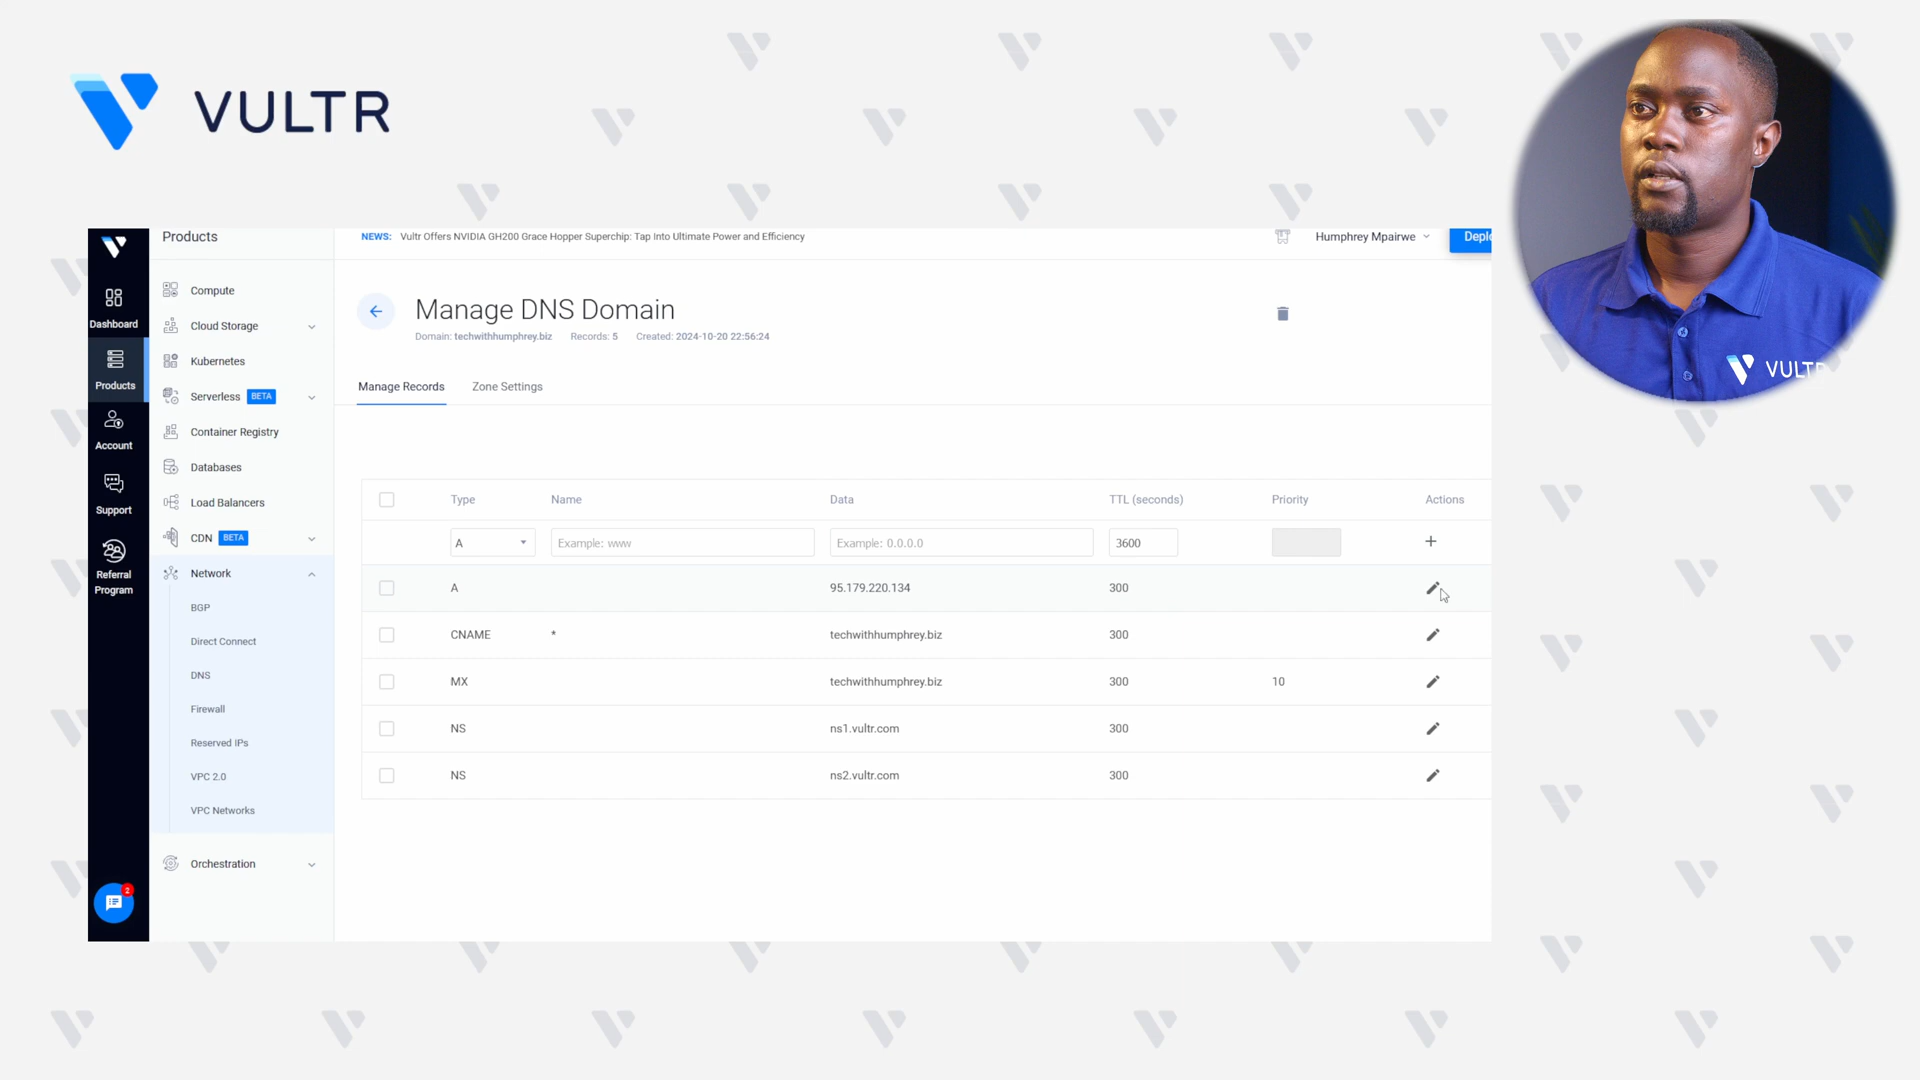 VULTR
Products
NEWS: Vultr Offers NVIDIA GH200 Grace Hopper Superchip: Tap Into Ultimate Power and Efficiency
Humphrey Mpairwe
Deplo
Dashboard
Products
Account
Support
Referral
Program
2
Compute
Cloud Storage
Kubernetes
Serverless BETA
Container Registry
Databases
Load Balancers
CDN BETA
Network
BGP
Direct Connect
DNS
Firewall
Reserved IPs
VPC 2.0
VPC Networks
Orchestration
Manage DNS Domain
Domain: techwithhumphrey.biz Records: 5 Created: 2024-10-20 22:56:24
Manage Records Zone Settings
Type Name Data TTL (seconds) Priority Actions
A Example: www Example: 0.0.0.0 3600 +
A 95.179.220.134 300
CNAME * techwithhumphrey.biz 300
MX techwithhumphrey.biz 300 10
NS ns1.vultr.com 300
NS ns2.vultr.com 300
VULTR